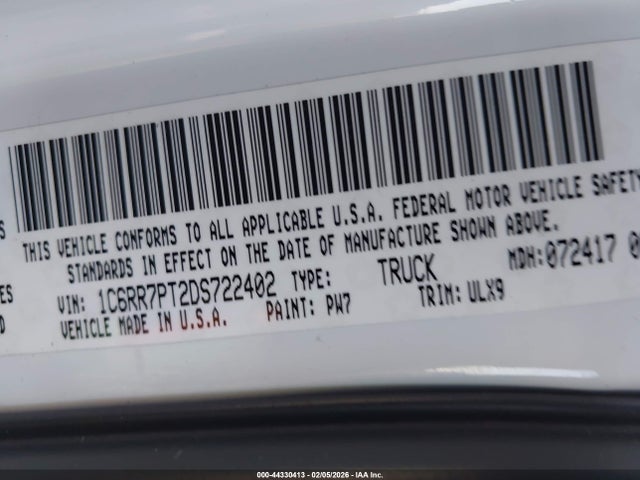 THIS VEHICLE CONFORMS TO ALL APPLICABLE U.S.A. FEDERAL MOTOR VEHICLE SAFETY
STANDARDS IN EFFECT ON THE DATE OF MANUFACTURE SHOWN ABOVE.
VIN: 1C6RR7PT2DS722402 TYPE: TRUCK MDH: 072417 0
VEHICLE MADE IN U.S.A. PAINT: PW7 TRIM: ULX9
000-44330413 - 02/05/2026 - IAA Inc.